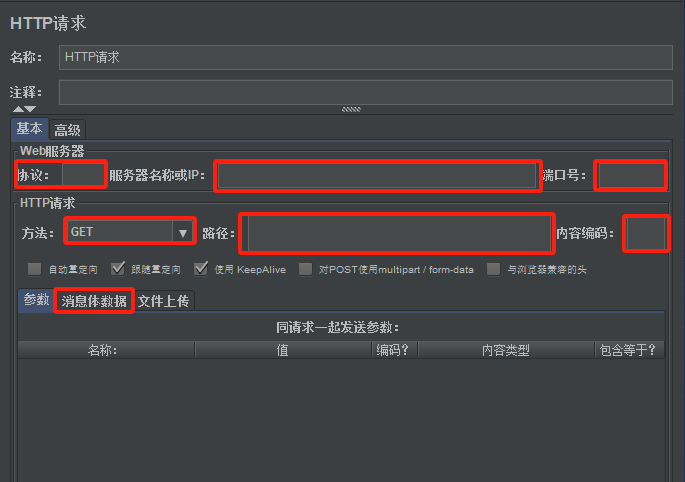 HTTP请求
名称： HTTP请求
注释：
基本 高级
Web服务器
协议： 服务器名称或IP： 端口号：
HTTP请求
方法： GET 路径： 内容编码：
自动重定向 跟随重定向 使用 KeepAlive 对POST使用multipart / form-data 与浏览器兼容的头
参数 消息体数据 文件上传
同请求一起发送参数：
名称： 值 编码？ 内容类型 包含等于？